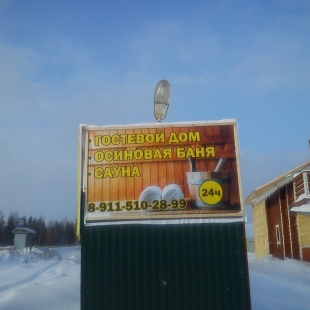 ГОСТЕВОЙ ДОМ
ОСИНОВАЯ БАНЯ
САУНА
24Ч
8-911-510-28-99